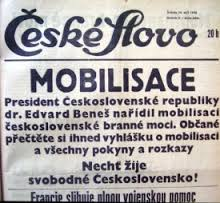 České Slovo
20 h
MOBILISACE
President Československé republiky
dr. Edvard Beneš nařídil mobilisaci
československé branné moci. Občané
přečtěte si ihned vyhlášku o mobilisaci
a všechny pokyny a rozkazy
Nechť žije
svobodné Československo!
Francie slibuje plnou vojenskou pomoc